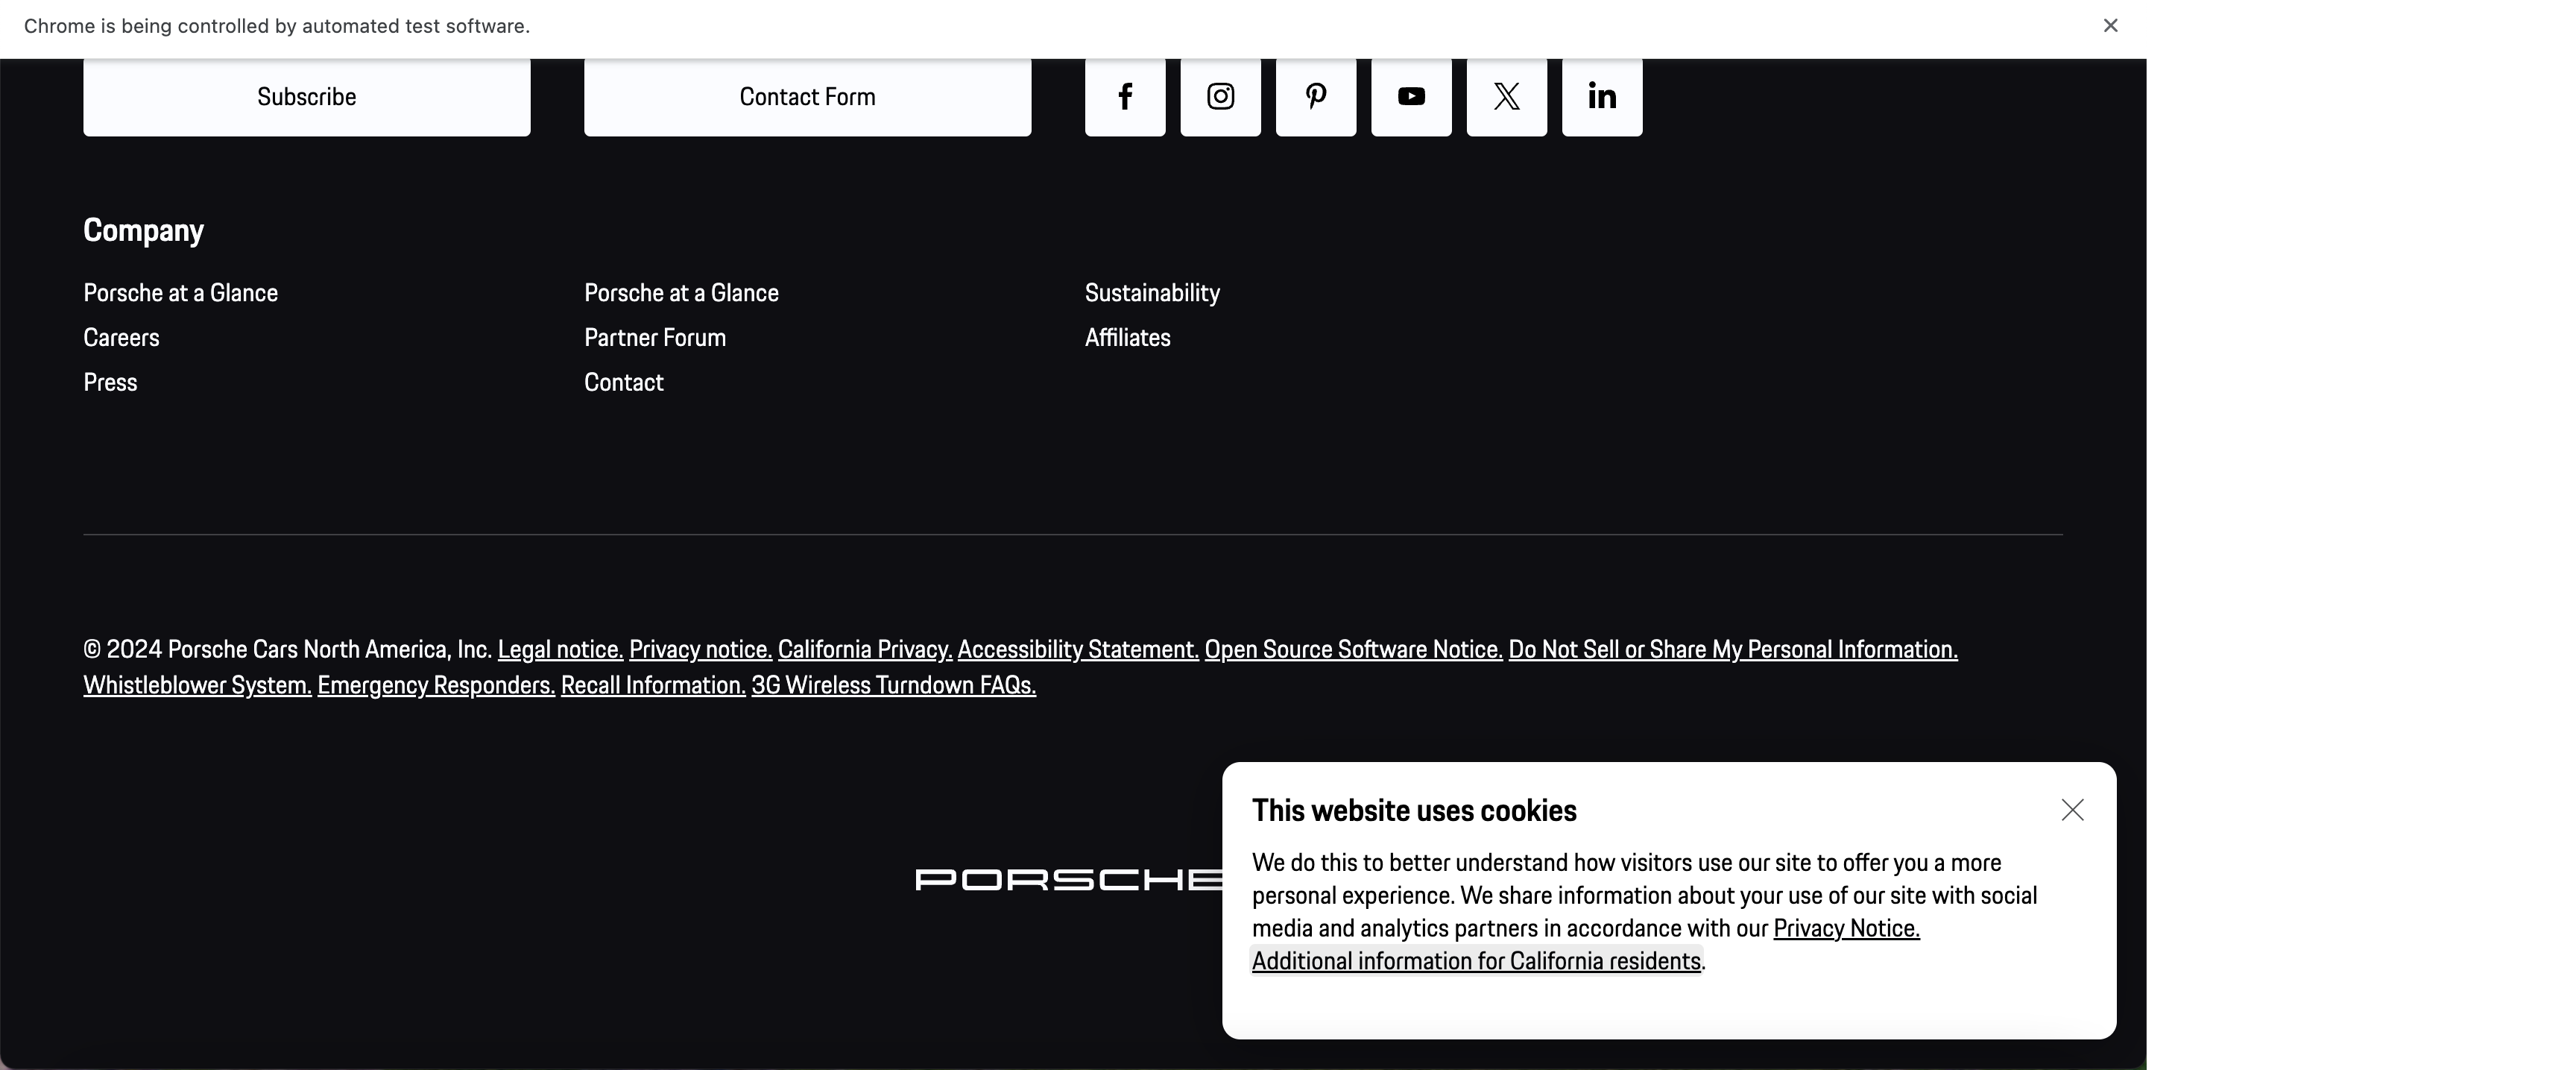 Chrome is being controlled by automated test software.
Subscribe
Contact Form
Company
Porsche at a Glance
Careers
Press
Porsche at a Glance
Partner Forum
Contact
Sustainability
Affiliates
© 2024 Porsche Cars North America, Inc. Legal notice. Privacy notice. California Privacy. Accessibility Statement. Open Source Software Notice. Do Not Sell or Share My Personal Information.
Whistleblower System. Emergency Responders. Recall Information. 3G Wireless Turndown FAQs.
PORSCHE
This website uses cookies
We do this to better understand how visitors use our site to offer you a more
personal experience. We share information about your use of our site with social
media and analytics partners in accordance with our Privacy Notice.
Additional information for California residents.